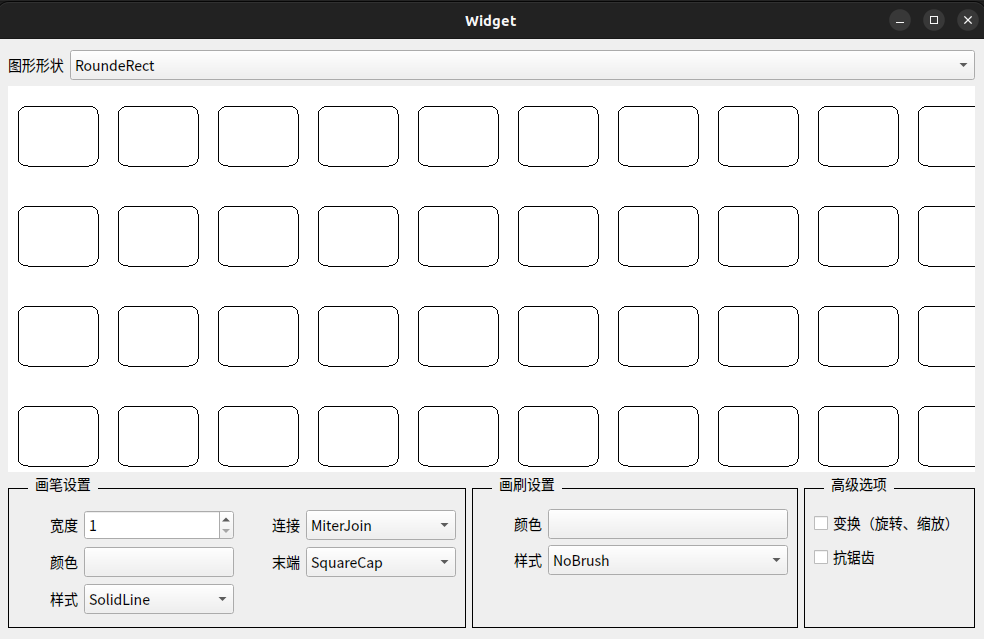 Widget
图形形状 RoundeRect
画笔设置
宽度 1
连接 MiterJoin
颜色
末端 SquareCap
样式 SolidLine
画刷设置
颜色
样式 NoBrush
高级选项
变换（旋转、缩放）
抗锯齿